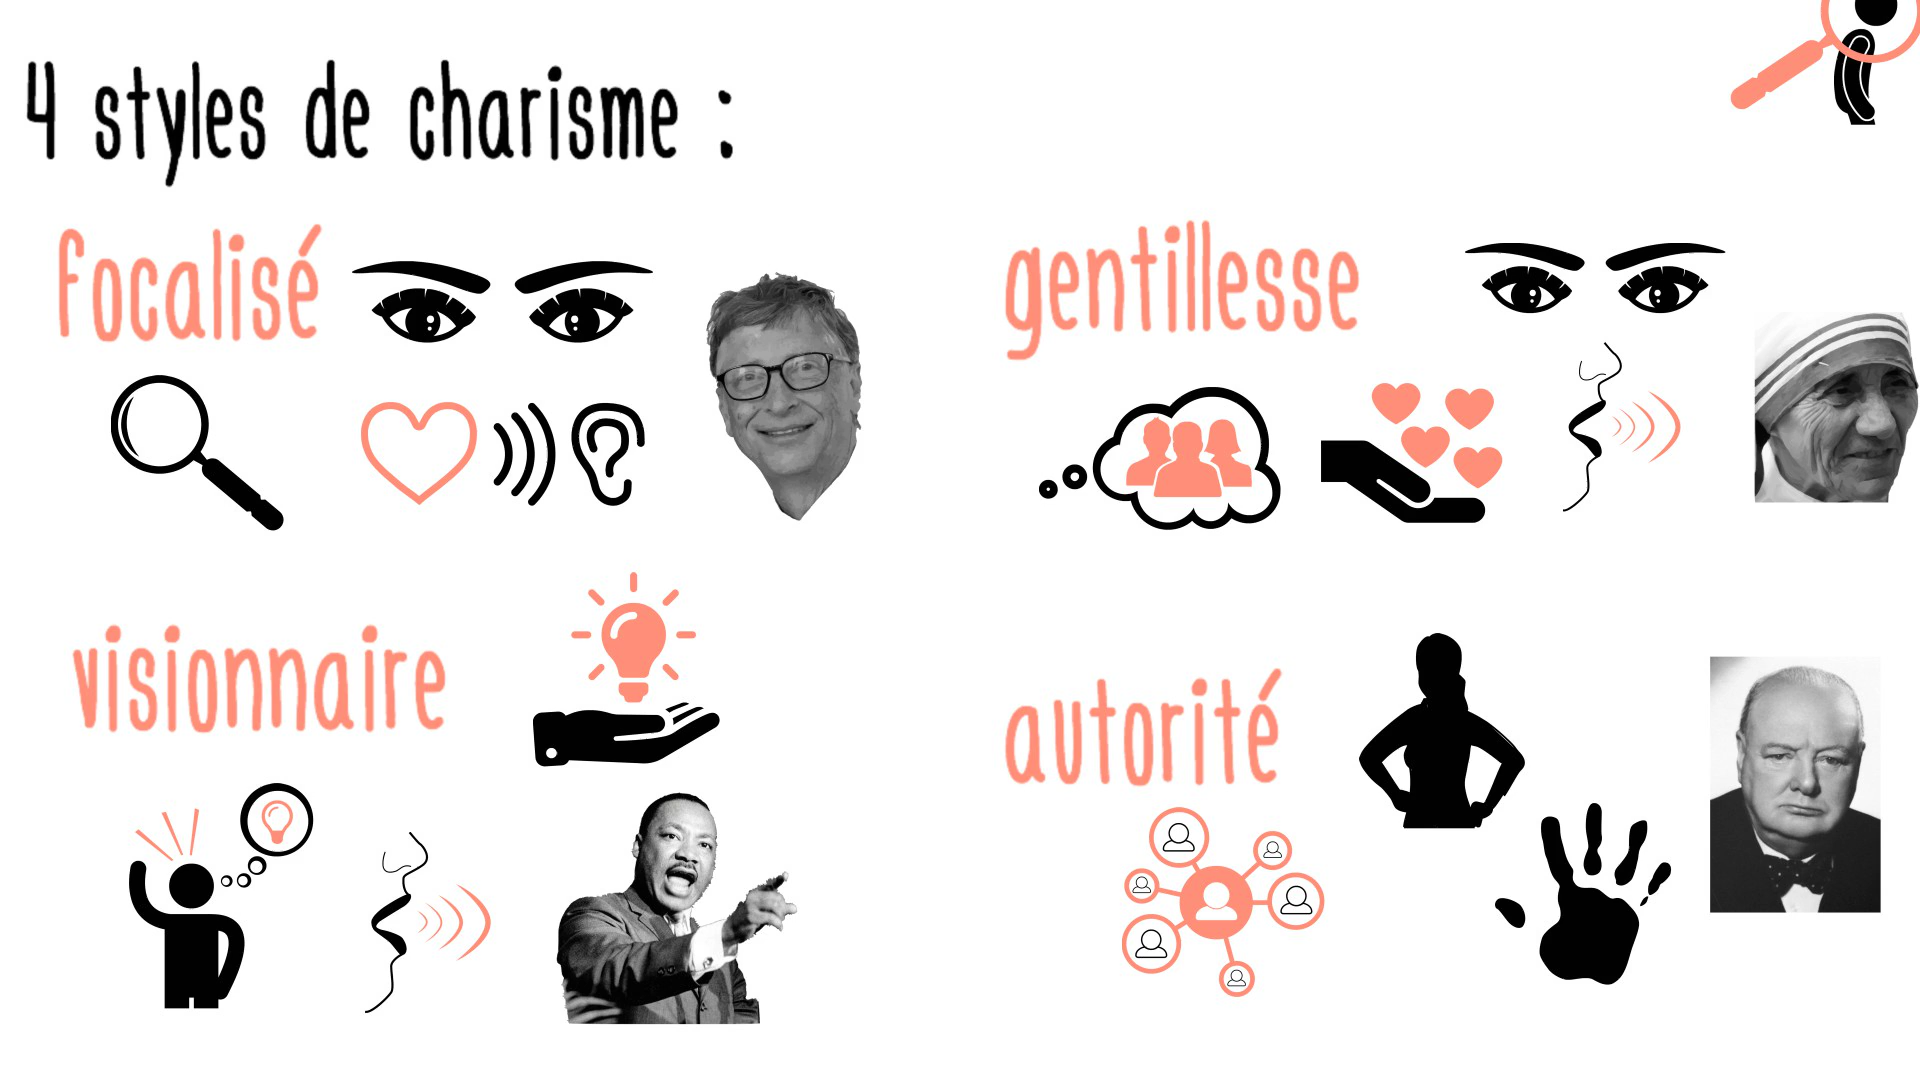 4 styles de charisme :
focalisé
gentillesse
visionnaire
autorité